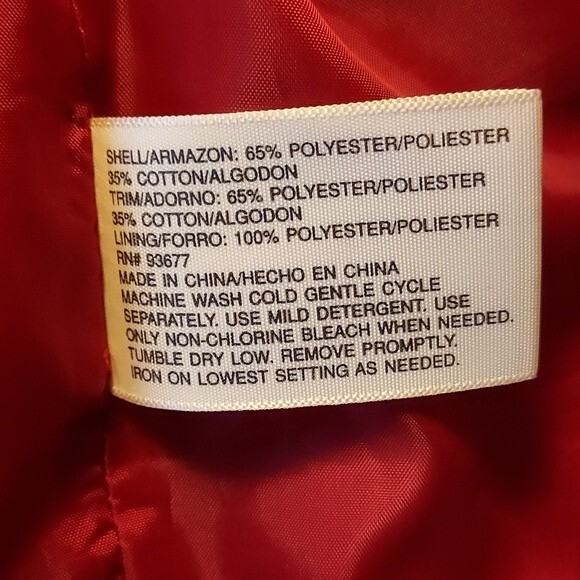 SHELL/ARMAZON: 65% POLYESTER/POLIESTER
35% COTTON/ALGODON
TRIM/ADORNO: 65% POLYESTER/POLIESTER
35% COTTON/ALGODON
LINING/FORRO: 100% POLYESTER/POLIESTER
RN# 93677
MADE IN CHINA/HECHO EN CHINA
MACHINE WASH COLD GENTLE CYCLE
SEPARATELY. USE MILD DETERGENT. USE
ONLY NON-CHLORINE BLEACH WHEN NEEDED.
TUMBLE DRY LOW. REMOVE PROMPTLY.
IRON ON LOWEST SETTING AS NEEDED.